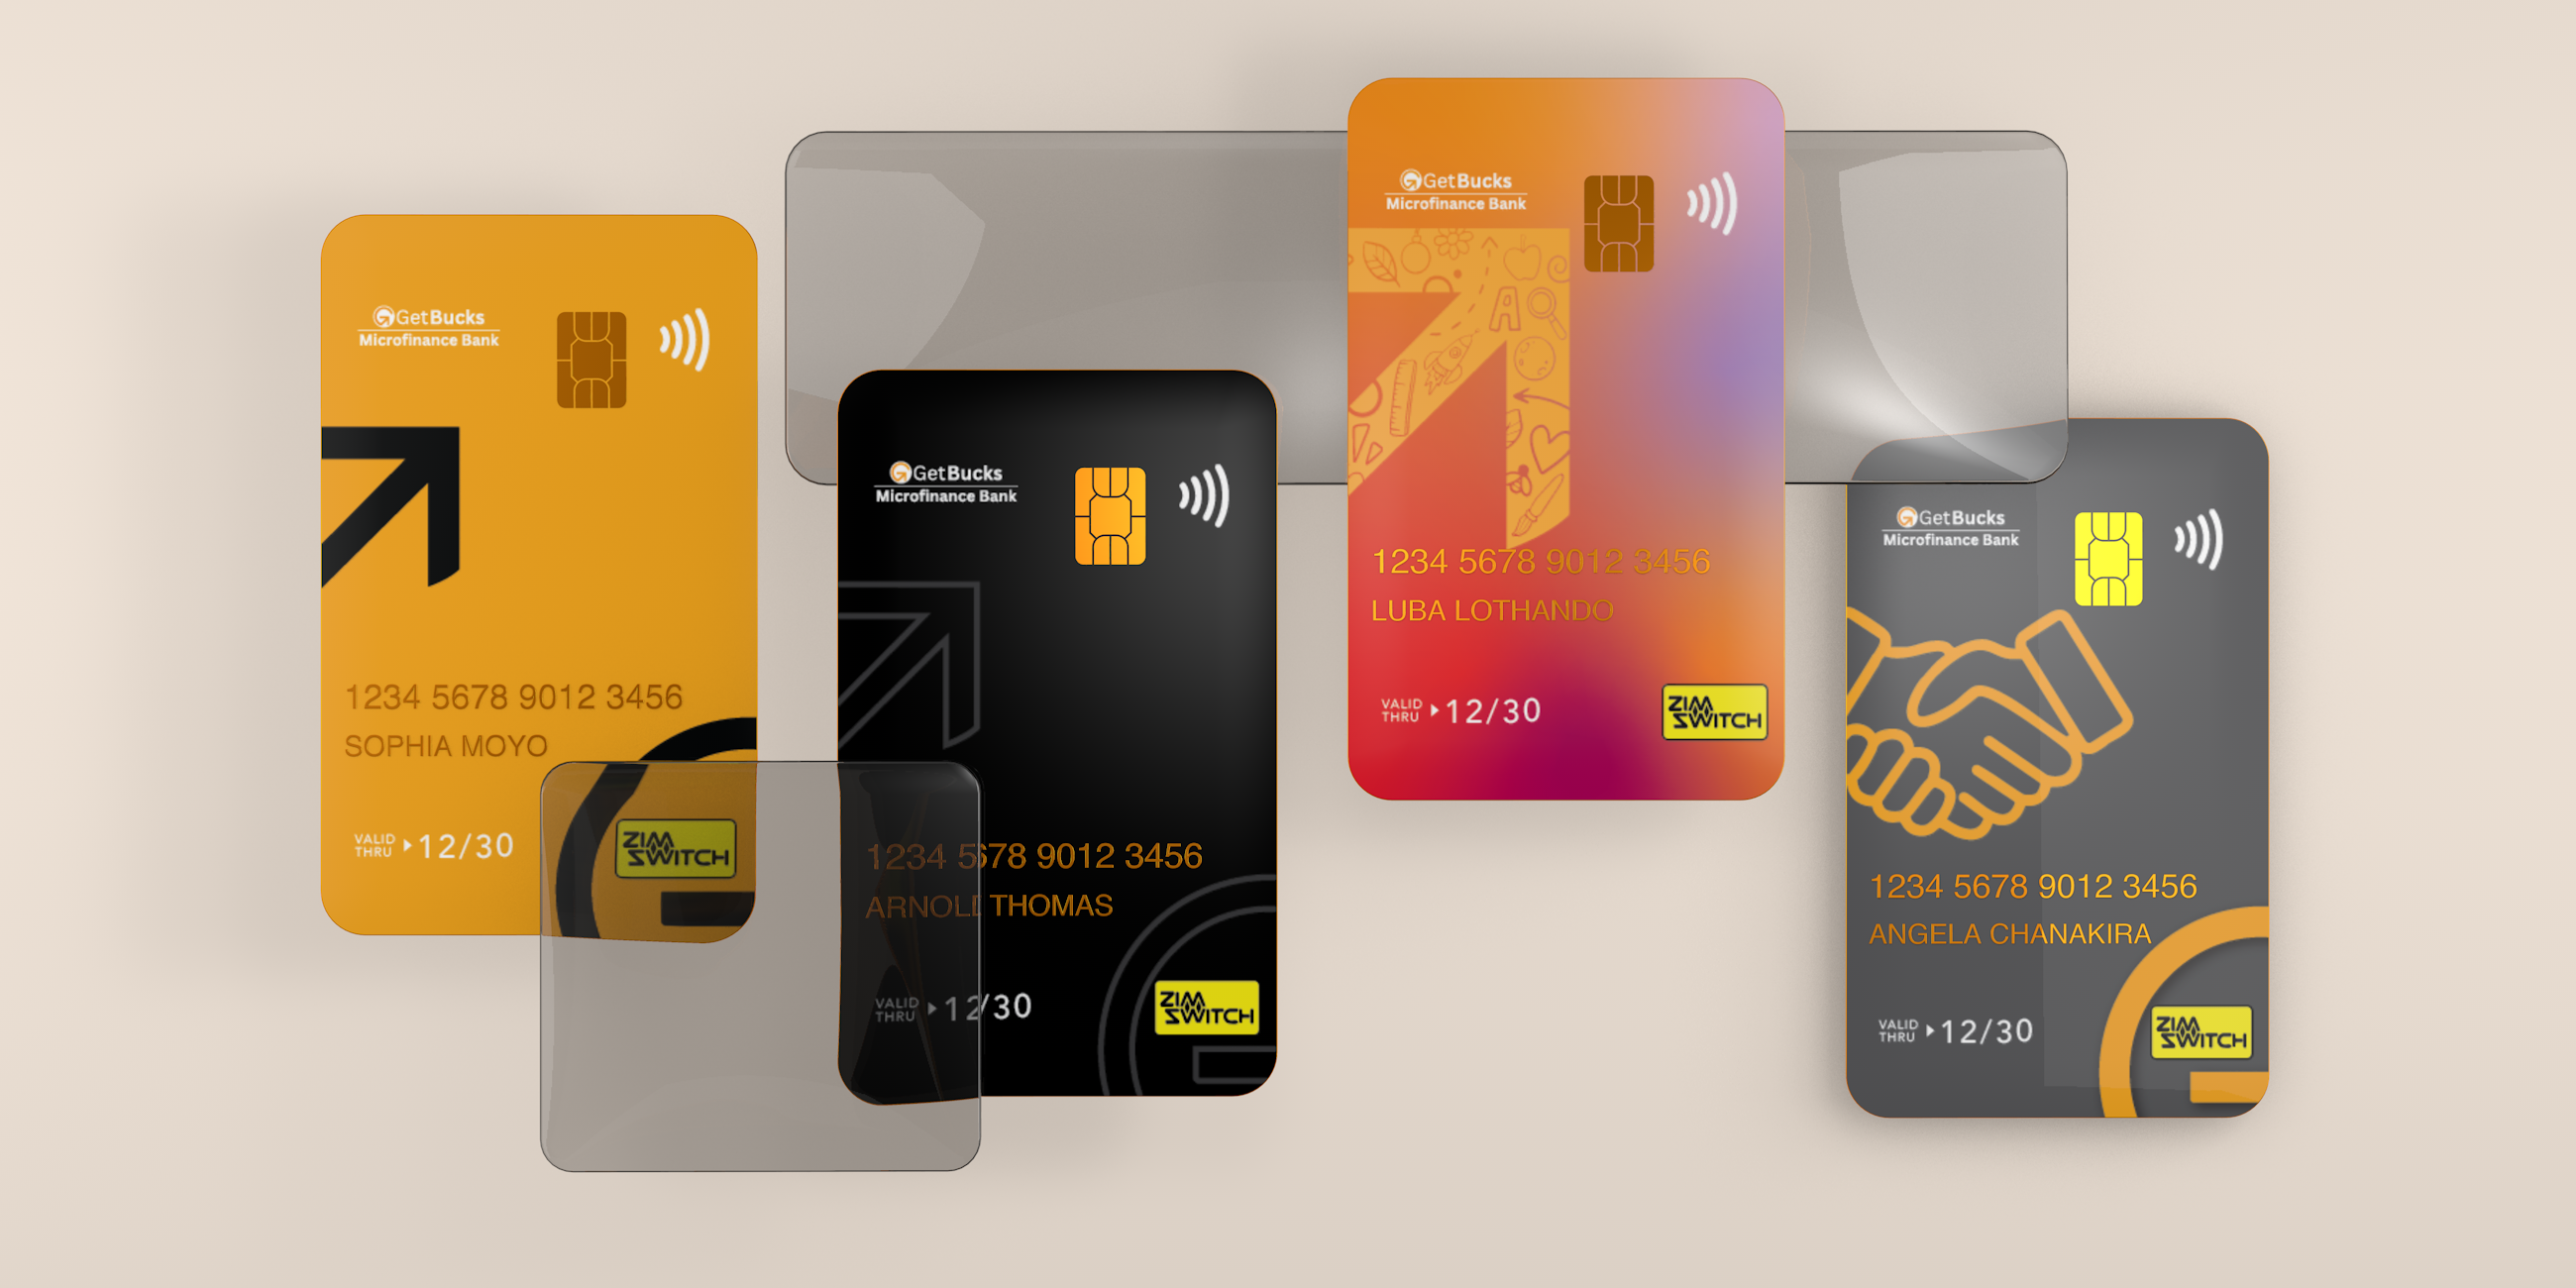 GetBucks
Microfinance Bank
1234 5678 9012 3456
SOPHIA MOYO
VALID THRU 12/30
ZIM
SWITCH
GetBucks
Microfinance Bank
1234 5678 9012 3456
ARNOLD THOMAS
VALID THRU 12/30
ZIM
SWITCH
GetBucks
Microfinance Bank
A
1234 5678 9012 3456
LUBA LOTHANDO
VALID THRU 12/30
ZIM
SWITCH
GetBucks
Microfinance Bank
1234 5678 9012 3456
ANGELA CHANAKIRA
VALID THRU 12/30
ZIM
SWITCH